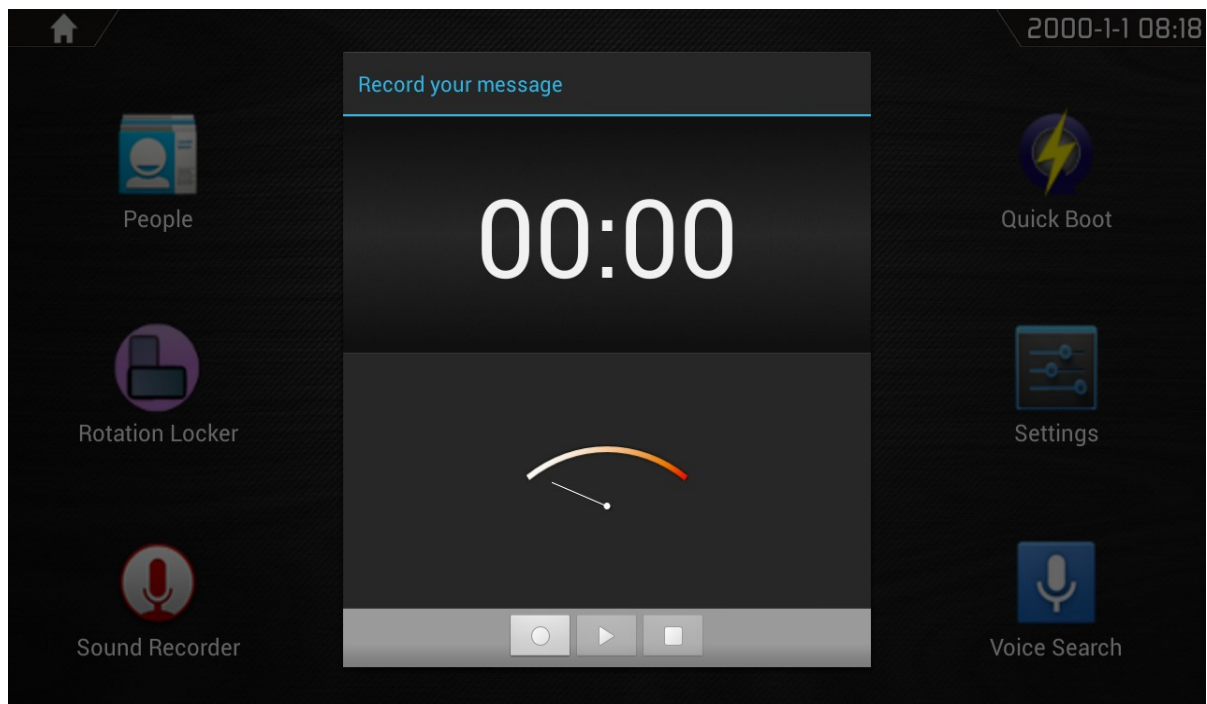 2000-1-1 08:18
Record your message
00:00
People
Quick Boot
Rotation Locker
Settings
Sound Recorder
Voice Search